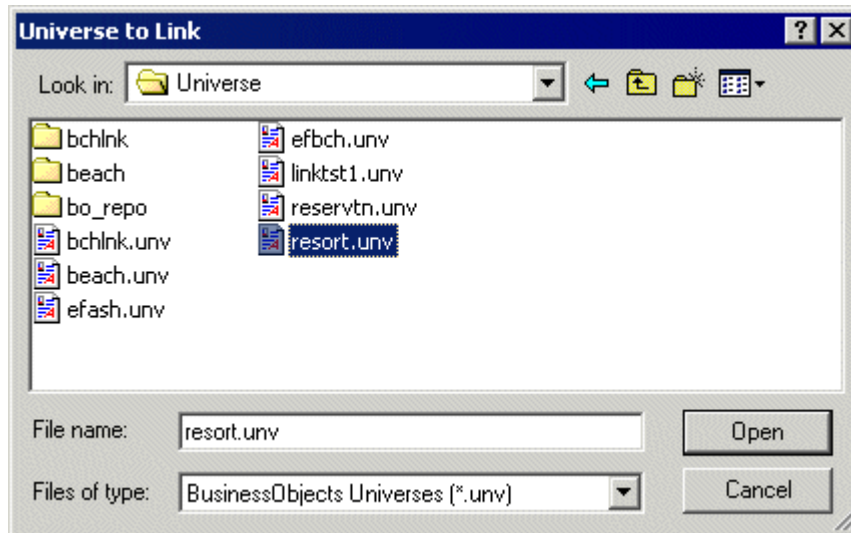 Universe to Link
Look in: Universe
bchlnk
beach
bo_repo
bchlnk.unv
beach.unv
efash.unv
efbch.unv
linktst1.unv
reservtn.unv
resort.unv
File name: resort.unv
Open
Files of type: BusinessObjects Universes (*.unv)
Cancel